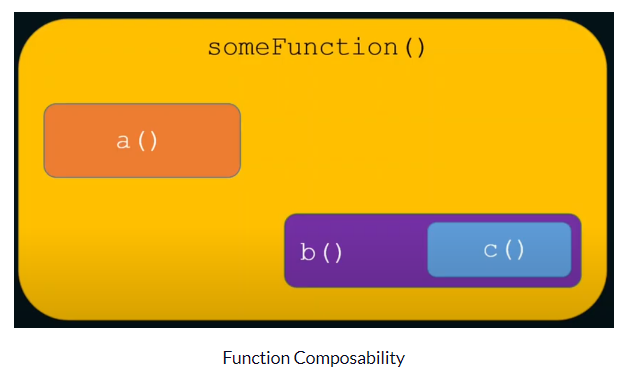 someFunction()
a()
b()
c()
Function Composability